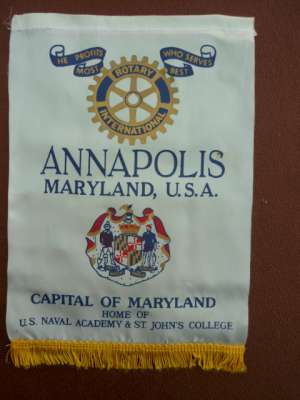 HE PROFITS MOST
WHO SERVES BEST
ROTARY
INTERNATIONAL
ANNAPOLIS
MARYLAND, U.S.A.
CAPITAL OF MARYLAND
HOME OF
U.S. NAVAL ACADEMY & ST. JOHN'S COLLEGE